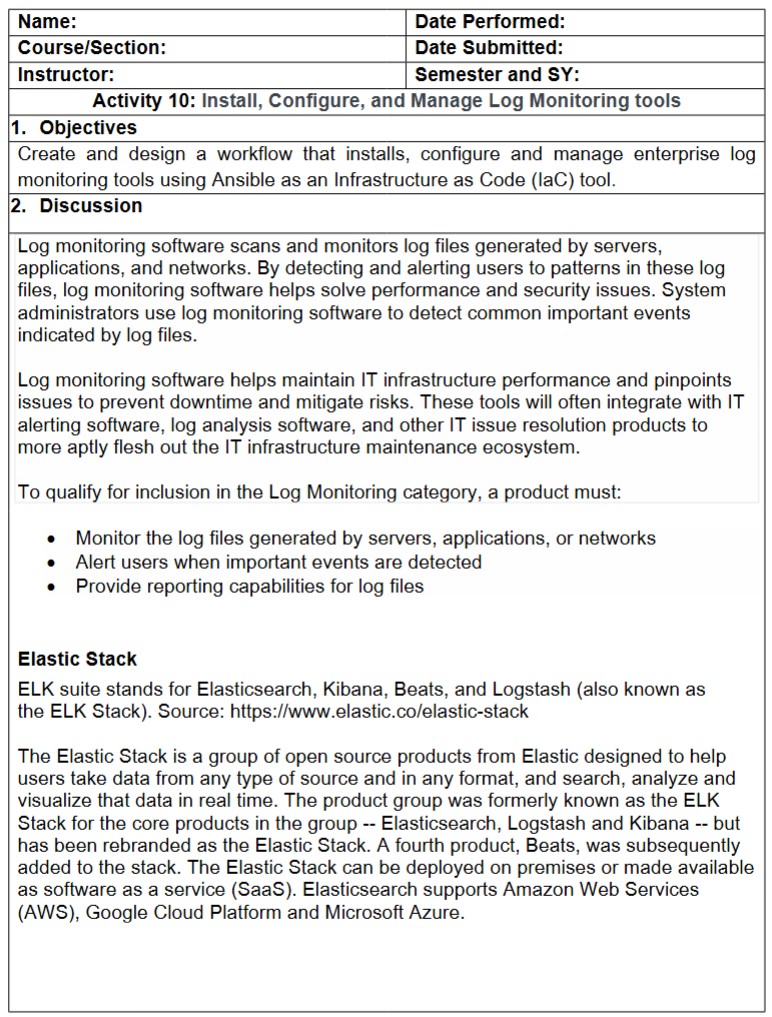 Name: Date Performed:
Course/Section: Date Submitted:
Instructor: Semester and SY:
Activity 10: Install, Configure, and Manage Log Monitoring tools
1. Objectives
Create and design a workflow that installs, configure and manage enterprise log
monitoring tools using Ansible as an Infrastructure as Code (IaC) tool.
2. Discussion
Log monitoring software scans and monitors log files generated by servers,
applications, and networks. By detecting and alerting users to patterns in these log
files, log monitoring software helps solve performance and security issues. System
administrators use log monitoring software to detect common important events
indicated by log files.
Log monitoring software helps maintain IT infrastructure performance and pinpoints
issues to prevent downtime and mitigate risks. These tools will often integrate with IT
alerting software, log analysis software, and other IT issue resolution products to
more aptly flesh out the IT infrastructure maintenance ecosystem.
To qualify for inclusion in the Log Monitoring category, a product must:
• Monitor the log files generated by servers, applications, or networks
• Alert users when important events are detected
• Provide reporting capabilities for log files
Elastic Stack
ELK suite stands for Elasticsearch, Kibana, Beats, and Logstash (also known as
the ELK Stack). Source: https://www.elastic.co/elastic-stack
The Elastic Stack is a group of open source products from Elastic designed to help
users take data from any type of source and in any format, and search, analyze and
visualize that data in real time. The product group was formerly known as the ELK
Stack for the core products in the group -- Elasticsearch, Logstash and Kibana -- but
has been rebranded as the Elastic Stack. A fourth product, Beats, was subsequently
added to the stack. The Elastic Stack can be deployed on premises or made available
as software as a service (SaaS). Elasticsearch supports Amazon Web Services
(AWS), Google Cloud Platform and Microsoft Azure.